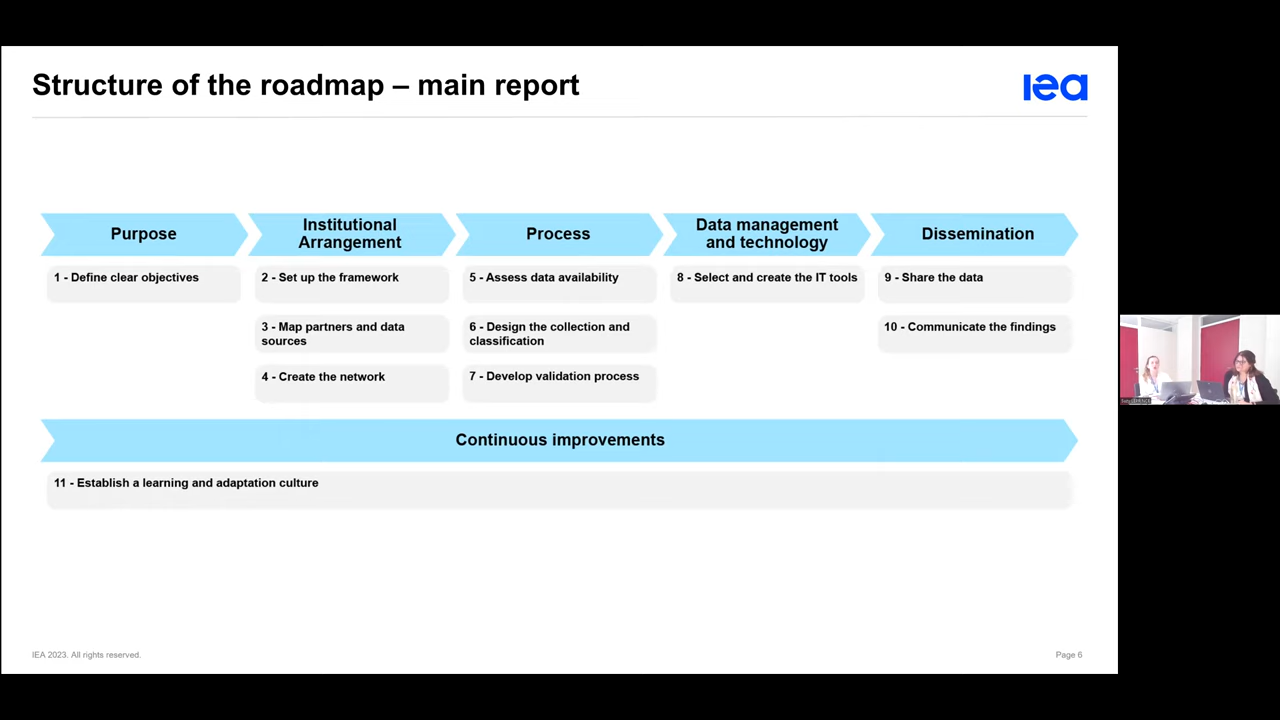 Structure of the roadmap – main report
iea
Purpose
Institutional
Arrangement
Process
Data management
and technology
Dissemination
1 - Define clear objectives
2 - Set up the framework
3 - Map partners and data
sources
4 - Create the network
5 - Assess data availability
6 - Design the collection and
classification
7 - Develop validation process
8 - Select and create the IT tools
9 - Share the data
10 - Communicate the findings
Continuous improvements
11 - Establish a learning and adaptation culture
IEA 2023. All rights reserved.
Page 6